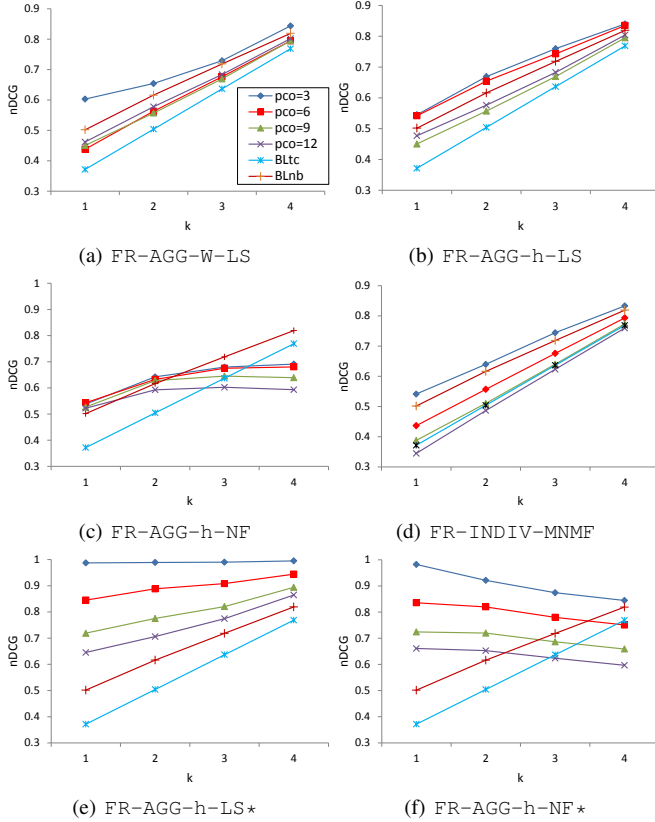 0.9
0.8
0.7
0.6
0.5
0.4
0.3
nDCG
1 2 3 4
k
pco=3
pco=6
pco=9
pco=12
BLtc
BLnb
(a) FR-AGG-W-LS
0.9
0.8
0.7
0.6
0.5
0.4
0.3
nDCG
1 2 3 4
k
(b) FR-AGG-h-LS
1
0.9
0.8
0.7
0.6
0.5
0.4
0.3
nDCG
1 2 3 4
k
(c) FR-AGG-h-NF
0.9
0.8
0.7
0.6
0.5
0.4
0.3
nDCG
1 2 3 4
k
(d) FR-INDIV-MNMF
1
0.9
0.8
0.7
0.6
0.5
0.4
0.3
nDCG
1 2 3 4
k
(e) FR-AGG-h-LS⋆
1
0.9
0.8
0.7
0.6
0.5
0.4
0.3
nDCG
1 2 3 4
k
(f) FR-AGG-h-NF⋆